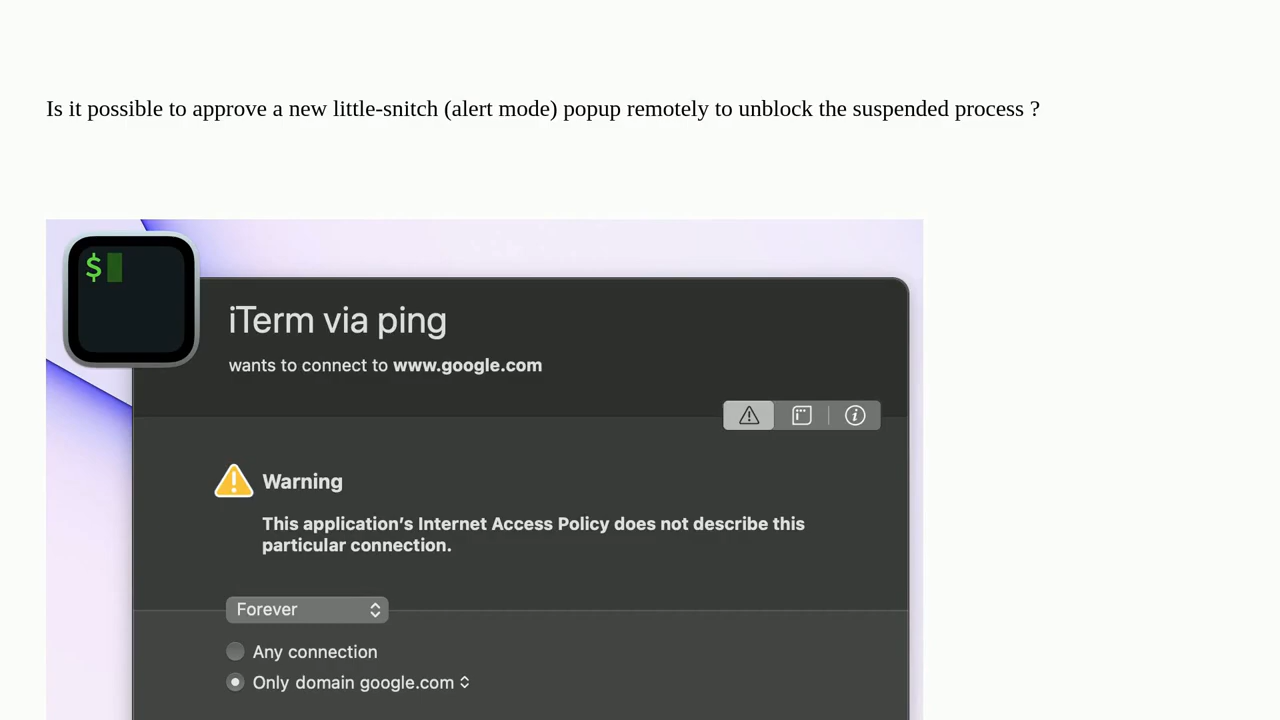 Is it possible to approve a new little-snitch (alert mode) popup remotely to unblock the suspended process ?
$
iTerm via ping
wants to connect to www.google.com
Warning
This application’s Internet Access Policy does not describe this
particular connection.
Forever
Any connection
Only domain google.com